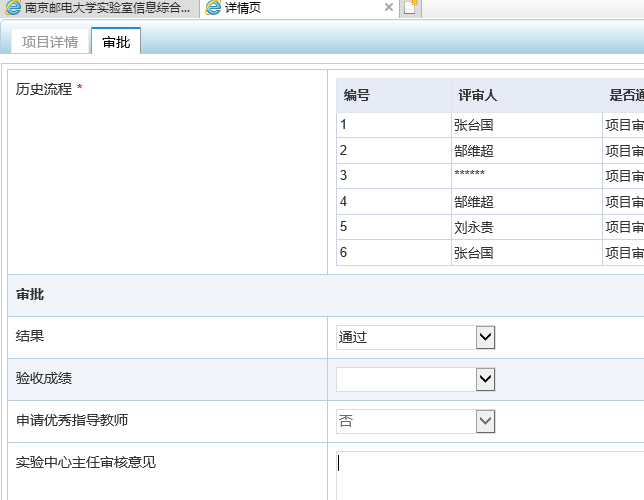 南京邮电大学实验室信息综合... 详情页
项目详情 审批
历史流程 *
编号 评审人 是否通
1 张台国 项目审
2 郜维超 项目审
3 ****** 项目审
4 郜维超 项目审
5 刘永贵 项目审
6 张台国 项目审
审批
结果 通过
验收成绩
申请优秀指导教师 否
实验中心主任审核意见